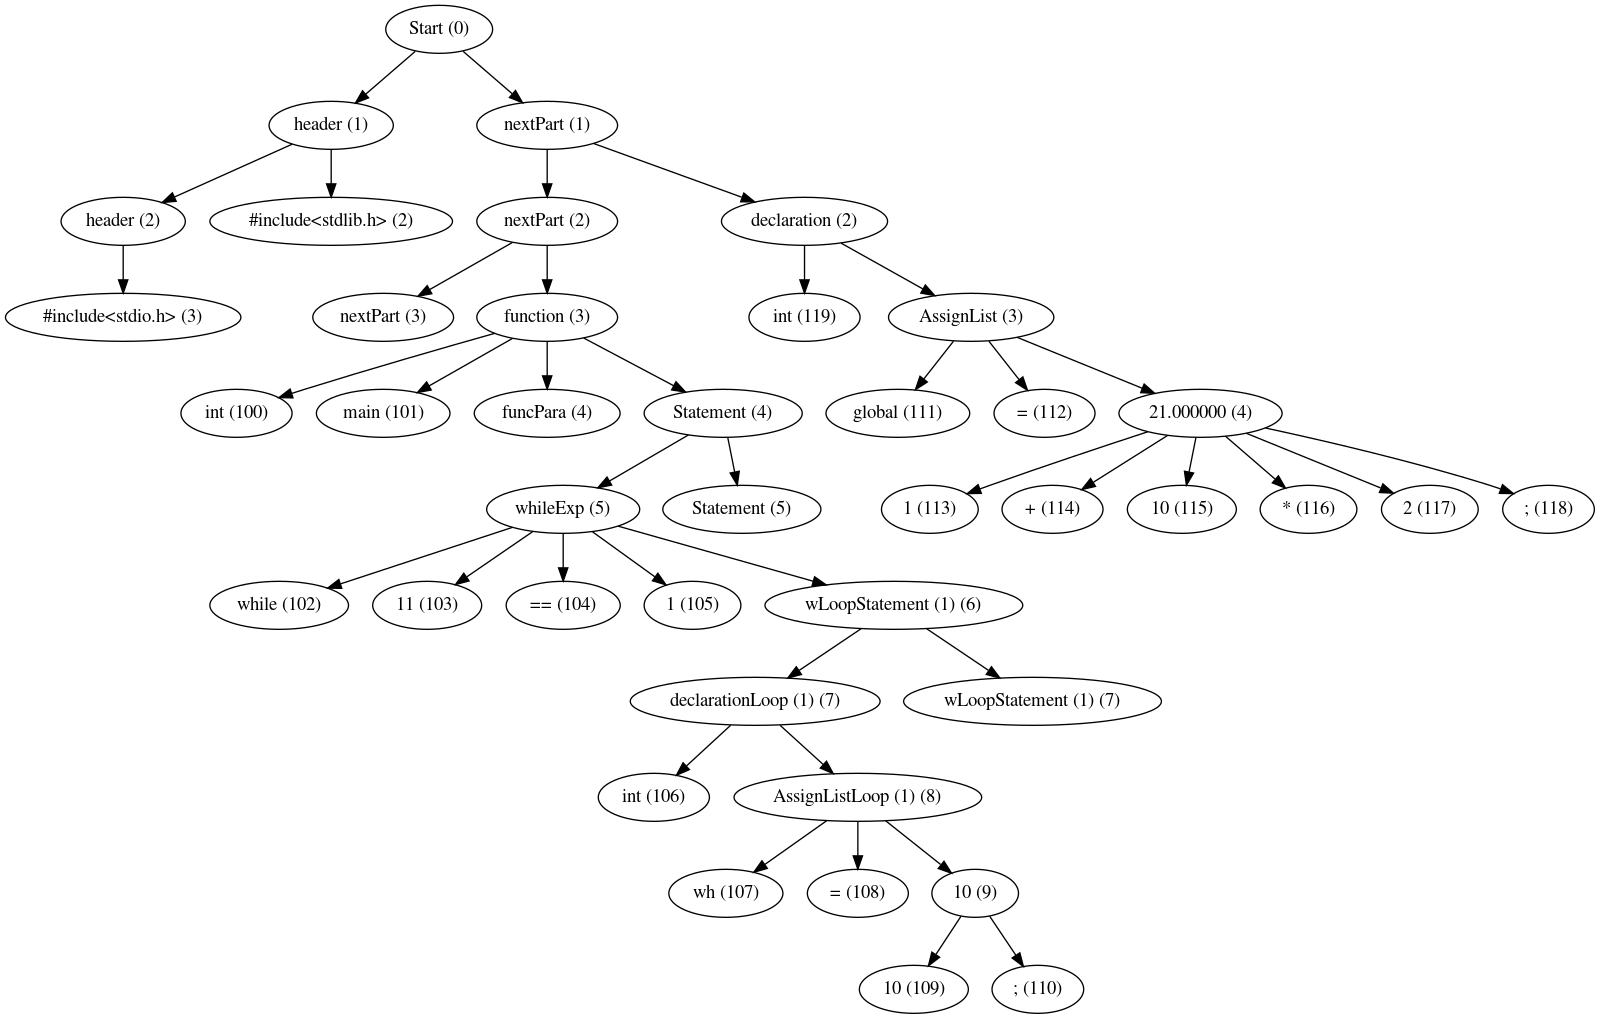 Start (0)
header (1)
nextPart (1)
header (2)
#include<stdlib.h> (2)
nextPart (2)
declaration (2)
#include<stdio.h> (3)
nextPart (3)
function (3)
int (119)
AssignList (3)
int (100)
main (101)
funcPara (4)
Statement (4)
global (111)
= (112)
21.000000 (4)
whileExp (5)
Statement (5)
1 (113)
+ (114)
10 (115)
* (116)
2 (117)
; (118)
while (102)
11 (103)
== (104)
1 (105)
wLoopStatement (1) (6)
declarationLoop (1) (7)
wLoopStatement (1) (7)
int (106)
AssignListLoop (1) (8)
wh (107)
= (108)
10 (9)
10 (109)
; (110)